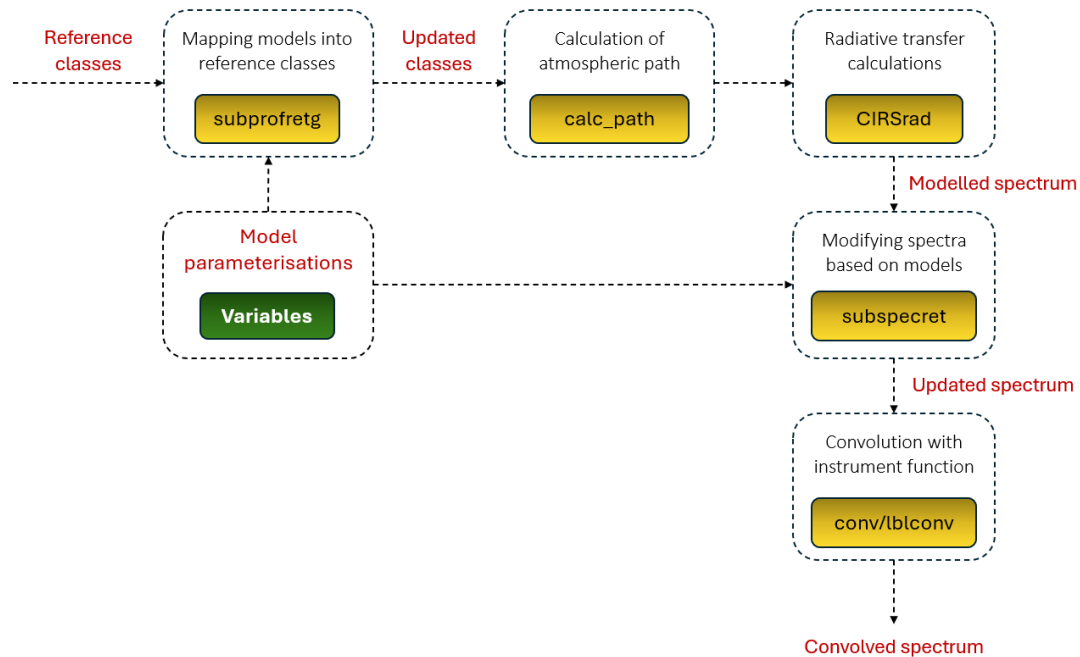 Reference
classes
Mapping models into
reference classes
subprofretg
Updated
classes
Calculation of
atmospheric path
calc_path
Radiative transfer
calculations
CIRSrad
Modelled spectrum
Model
parameterisations
Variables
Modifying spectra
based on models
subspecret
Updated spectrum
Convolution with
instrument function
conv/lblconv
Convolved spectrum